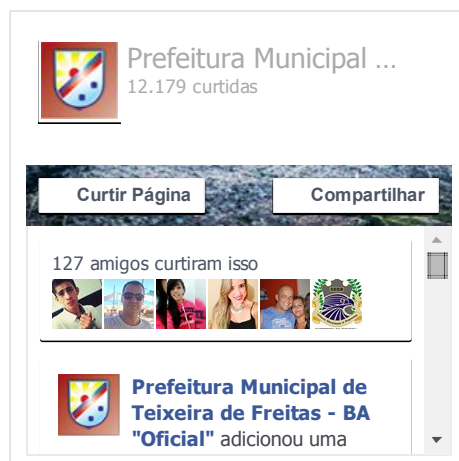 Prefeitura Municipal ...
12.179 curtidas
Curtir Página
Compartilhar
127 amigos curtiram isso
Prefeitura Municipal de
Teixeira de Freitas - BA
"Oficial" adicionou uma